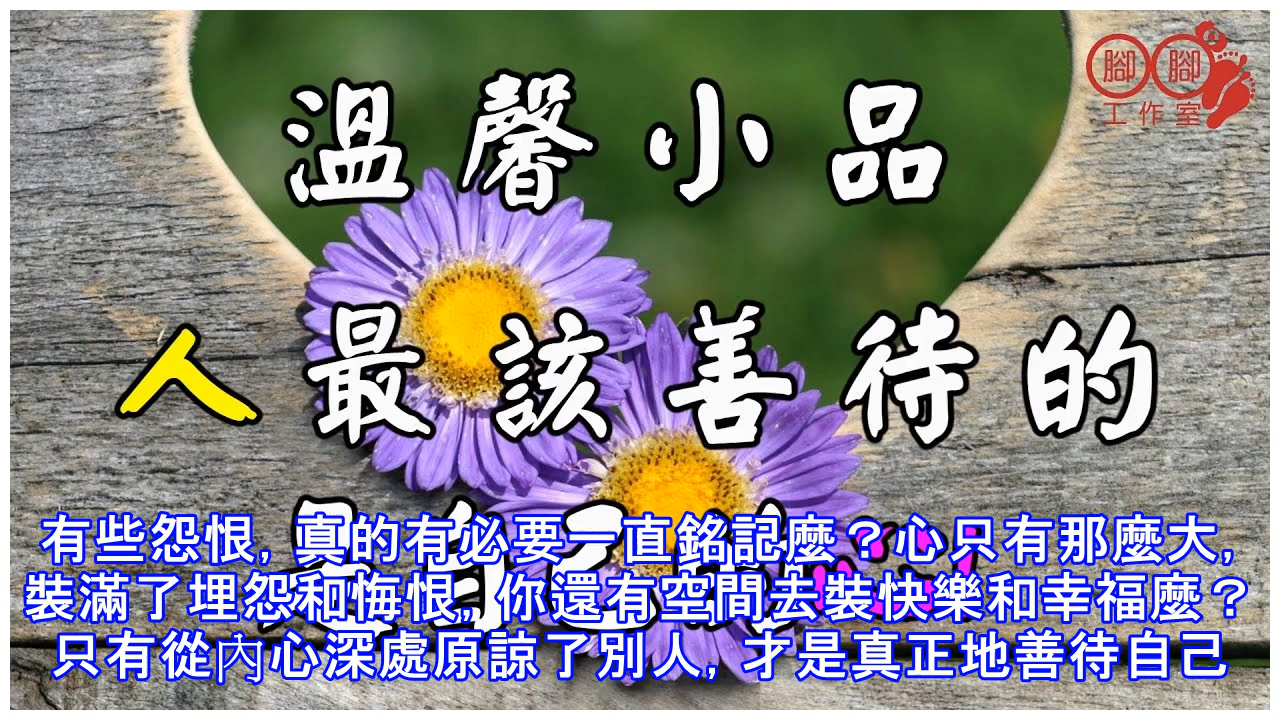 腳腳
工作室
溫馨小品
人最該善待的
是自己的
有些怨恨, 真的有必要一直銘記麼？心只有那麼大,
裝滿了埋怨和悔恨, 你還有空間去裝快樂和幸福麼？
只有從內心深處原諒了別人, 才是真正地善待自己